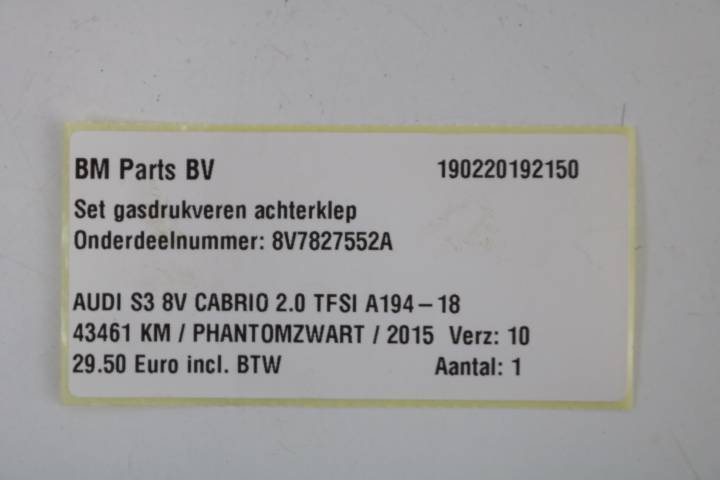 BM Parts BV 190220192150
Set gasdrukveren achterklep
Onderdeelnummer: 8V7827552A
AUDI S3 8V CABRIO 2.0 TFSI A194-18
43461 KM / PHANTOMZWART / 2015 Verz: 10
29.50 Euro incl. BTW Aantal: 1